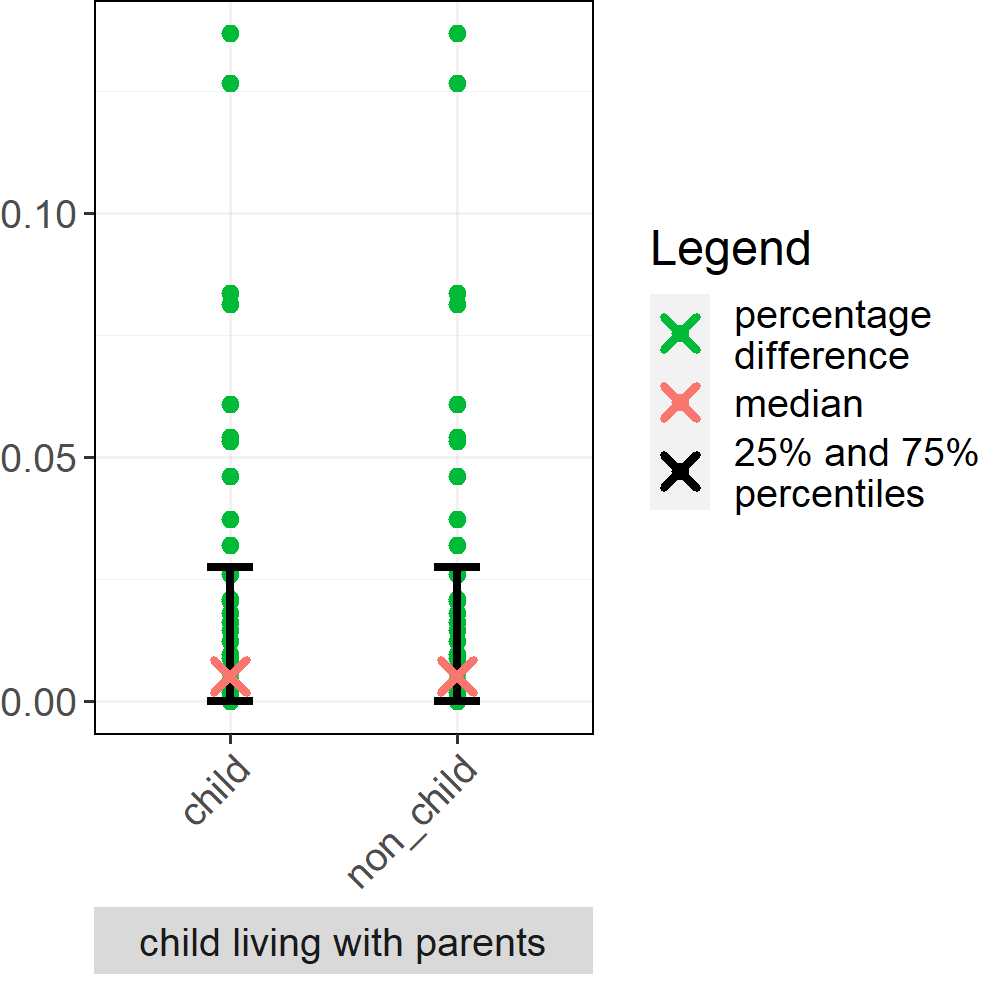 0.10
0.05
0.00
child
non_child
child living with parents
Legend
percentage
difference
median
25% and 75%
percentiles